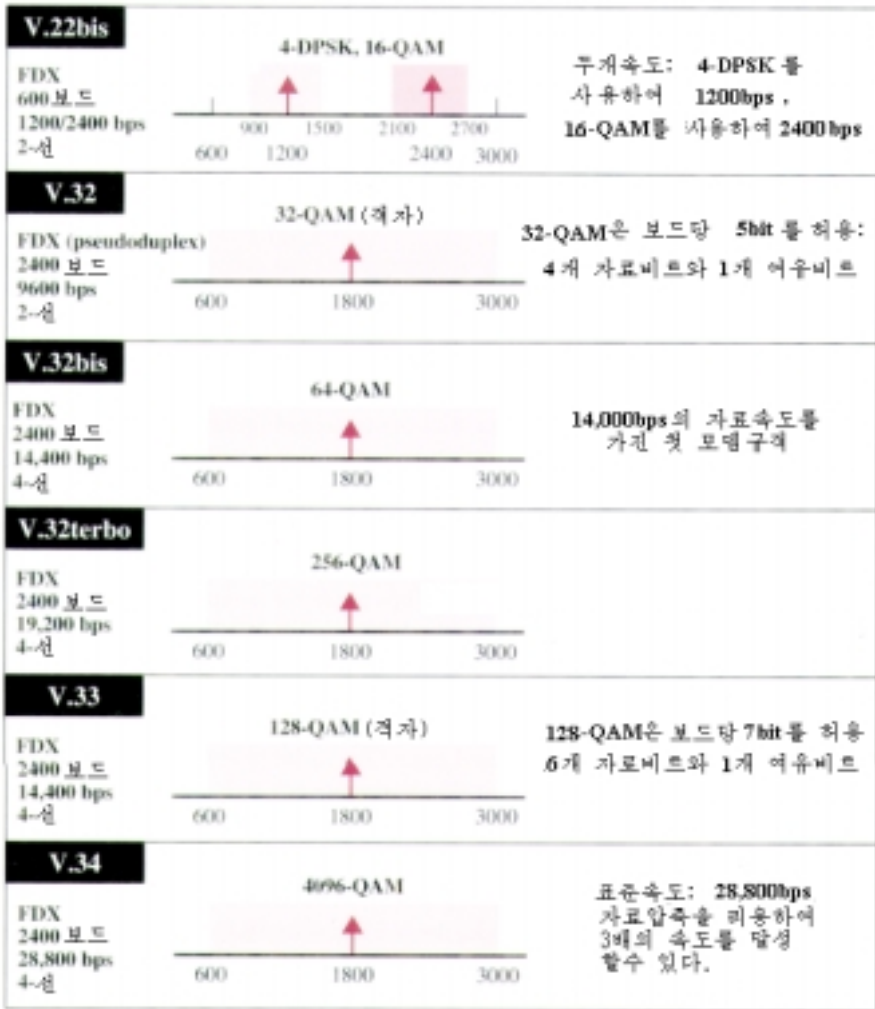 V.22bis
4-DPSK, 16-QAM
FDX
600 보드
1200/2400 bps
2-선
900 1500 2100 2700
600 1200 2400 3000
두개속도: 4-DPSK 를
사용하여 1200bps ,
16-QAM를 사용하여 2400bps
V.32
32-QAM (격자)
FDX (pseudoduplex)
2400 보드
9600 bps
2-선
600 1800 3000
32-QAM은 보드당 5bit 를 허용:
4개 자료비트와 1개 여유비트
V.32bis
64-QAM
FDX
2400 보드
14,400 bps
4-선
600 1800 3000
14,000bps의 자료속도를
가진 첫 모뎀규격
V.32terbo
256-QAM
FDX
2400 보드
19,200 bps
4-선
600 1800 3000
V.33
128-QAM (격자)
FDX
2400 보드
14,400 bps
4-선
600 1800 3000
128-QAM은 보드당 7bit 를 허용
6개 자료비트와 1개 여유비트
V.34
4096-QAM
FDX
2400 보드
28,800 bps
4-선
600 1800 3000
표준속도: 28,800bps
자료압축을 리용하여
3배의 속도를 달성
할수 있다.